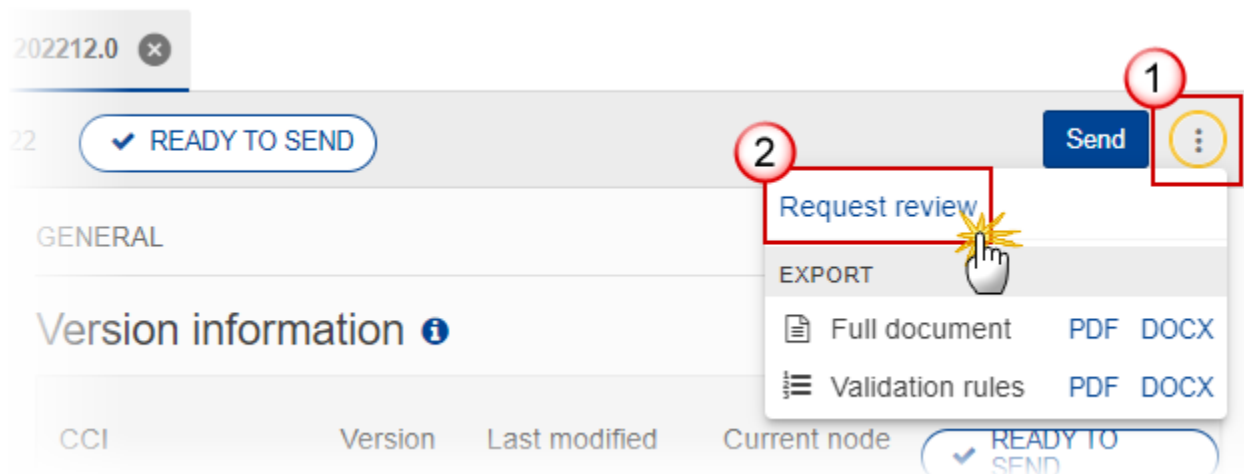 202212.0
1
22 READY TO SEND Send
2
Request review
GENERAL
EXPORT
Version information
Full document PDF DOCX
Validation rules PDF DOCX
CCI Version Last modified Current node READY TO
SEND